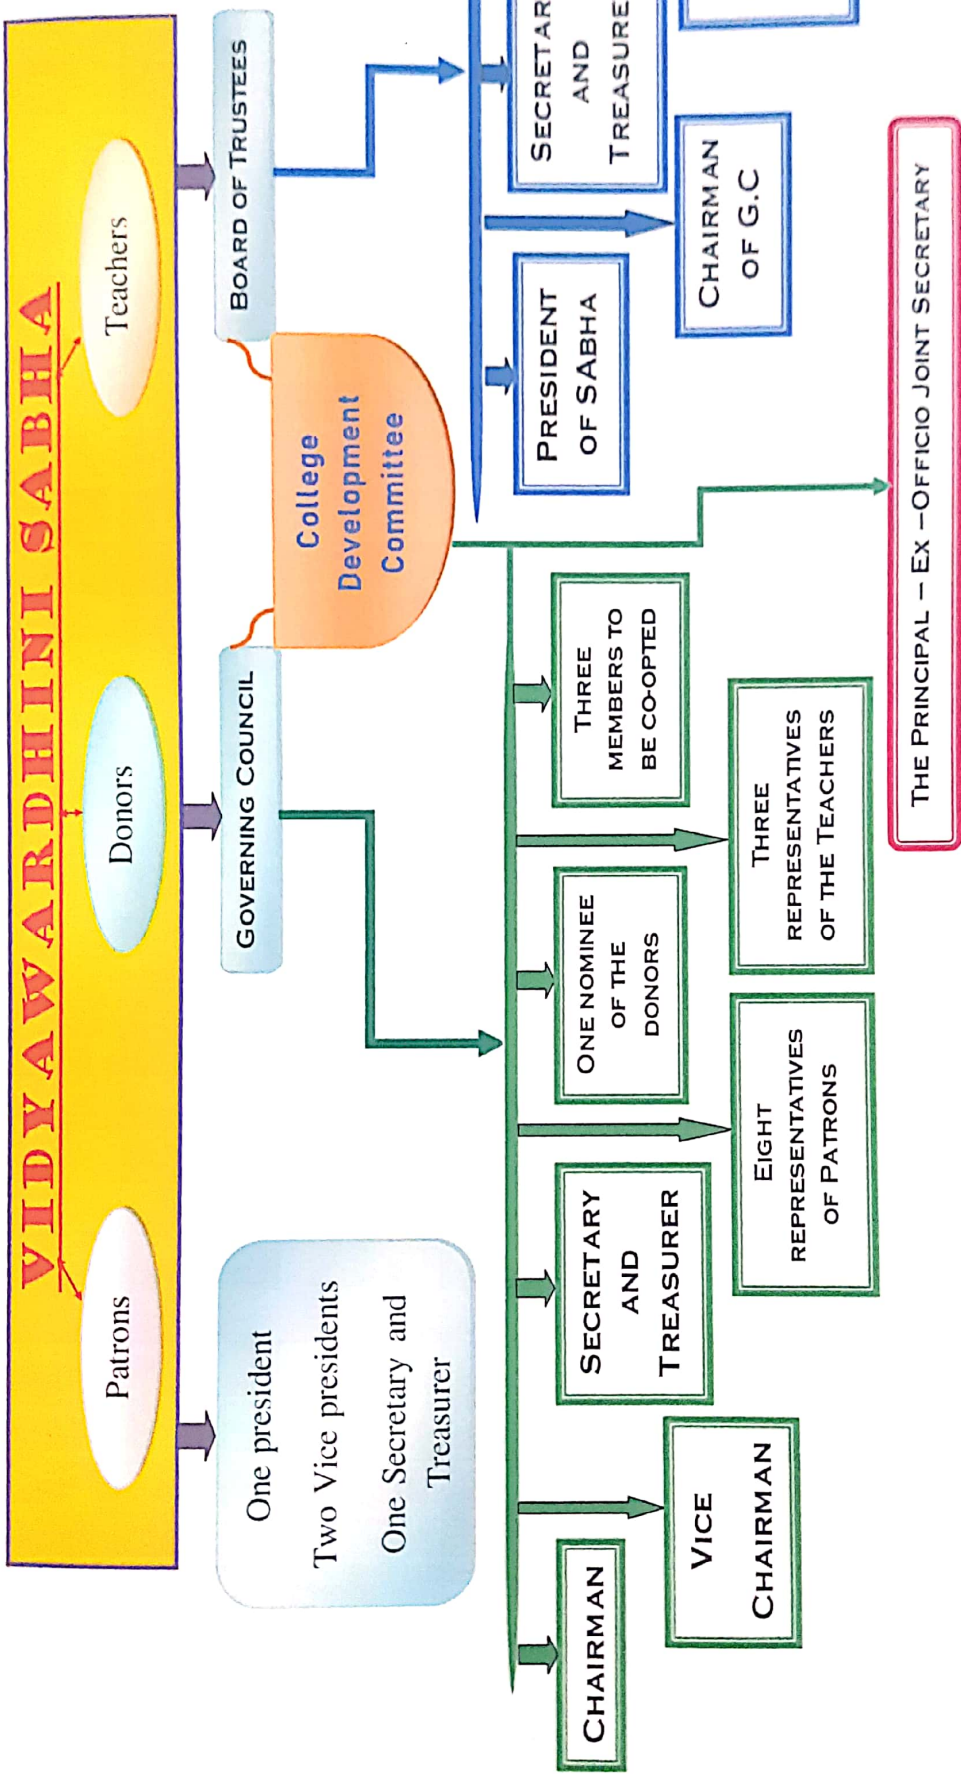 VIDYAWARDHINI SABHA
Patrons
Donors
Teachers
One president
Two Vice presidents
One Secretary and
Treasurer
GOVERNING COUNCIL
BOARD OF TRUSTEES
College
Development
Committee
CHAIRMAN
VICE
CHAIRMAN
SECRETARY
AND
TREASURER
EIGHT
REPRESENTATIVES
OF PATRONS
ONE NOMINEE
OF THE
DONORS
THREE
REPRESENTATIVES
OF THE TEACHERS
THREE
MEMBERS TO
BE CO-OPTED
PRESIDENT
OF SABHA
CHAIRMAN
OF G.C
AND
THE PRINCIPAL – EX –OFFICIO JOINT SECRETARY